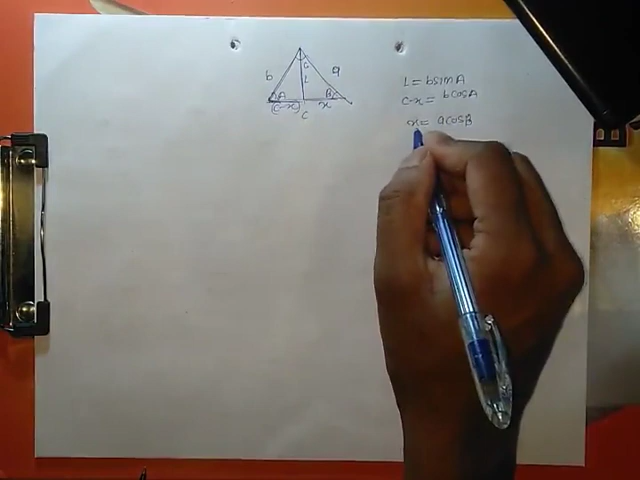 C
b
L
a
A
B
(c-x)
x
c
L = bsinA
c-x = bcosA
x = acosB